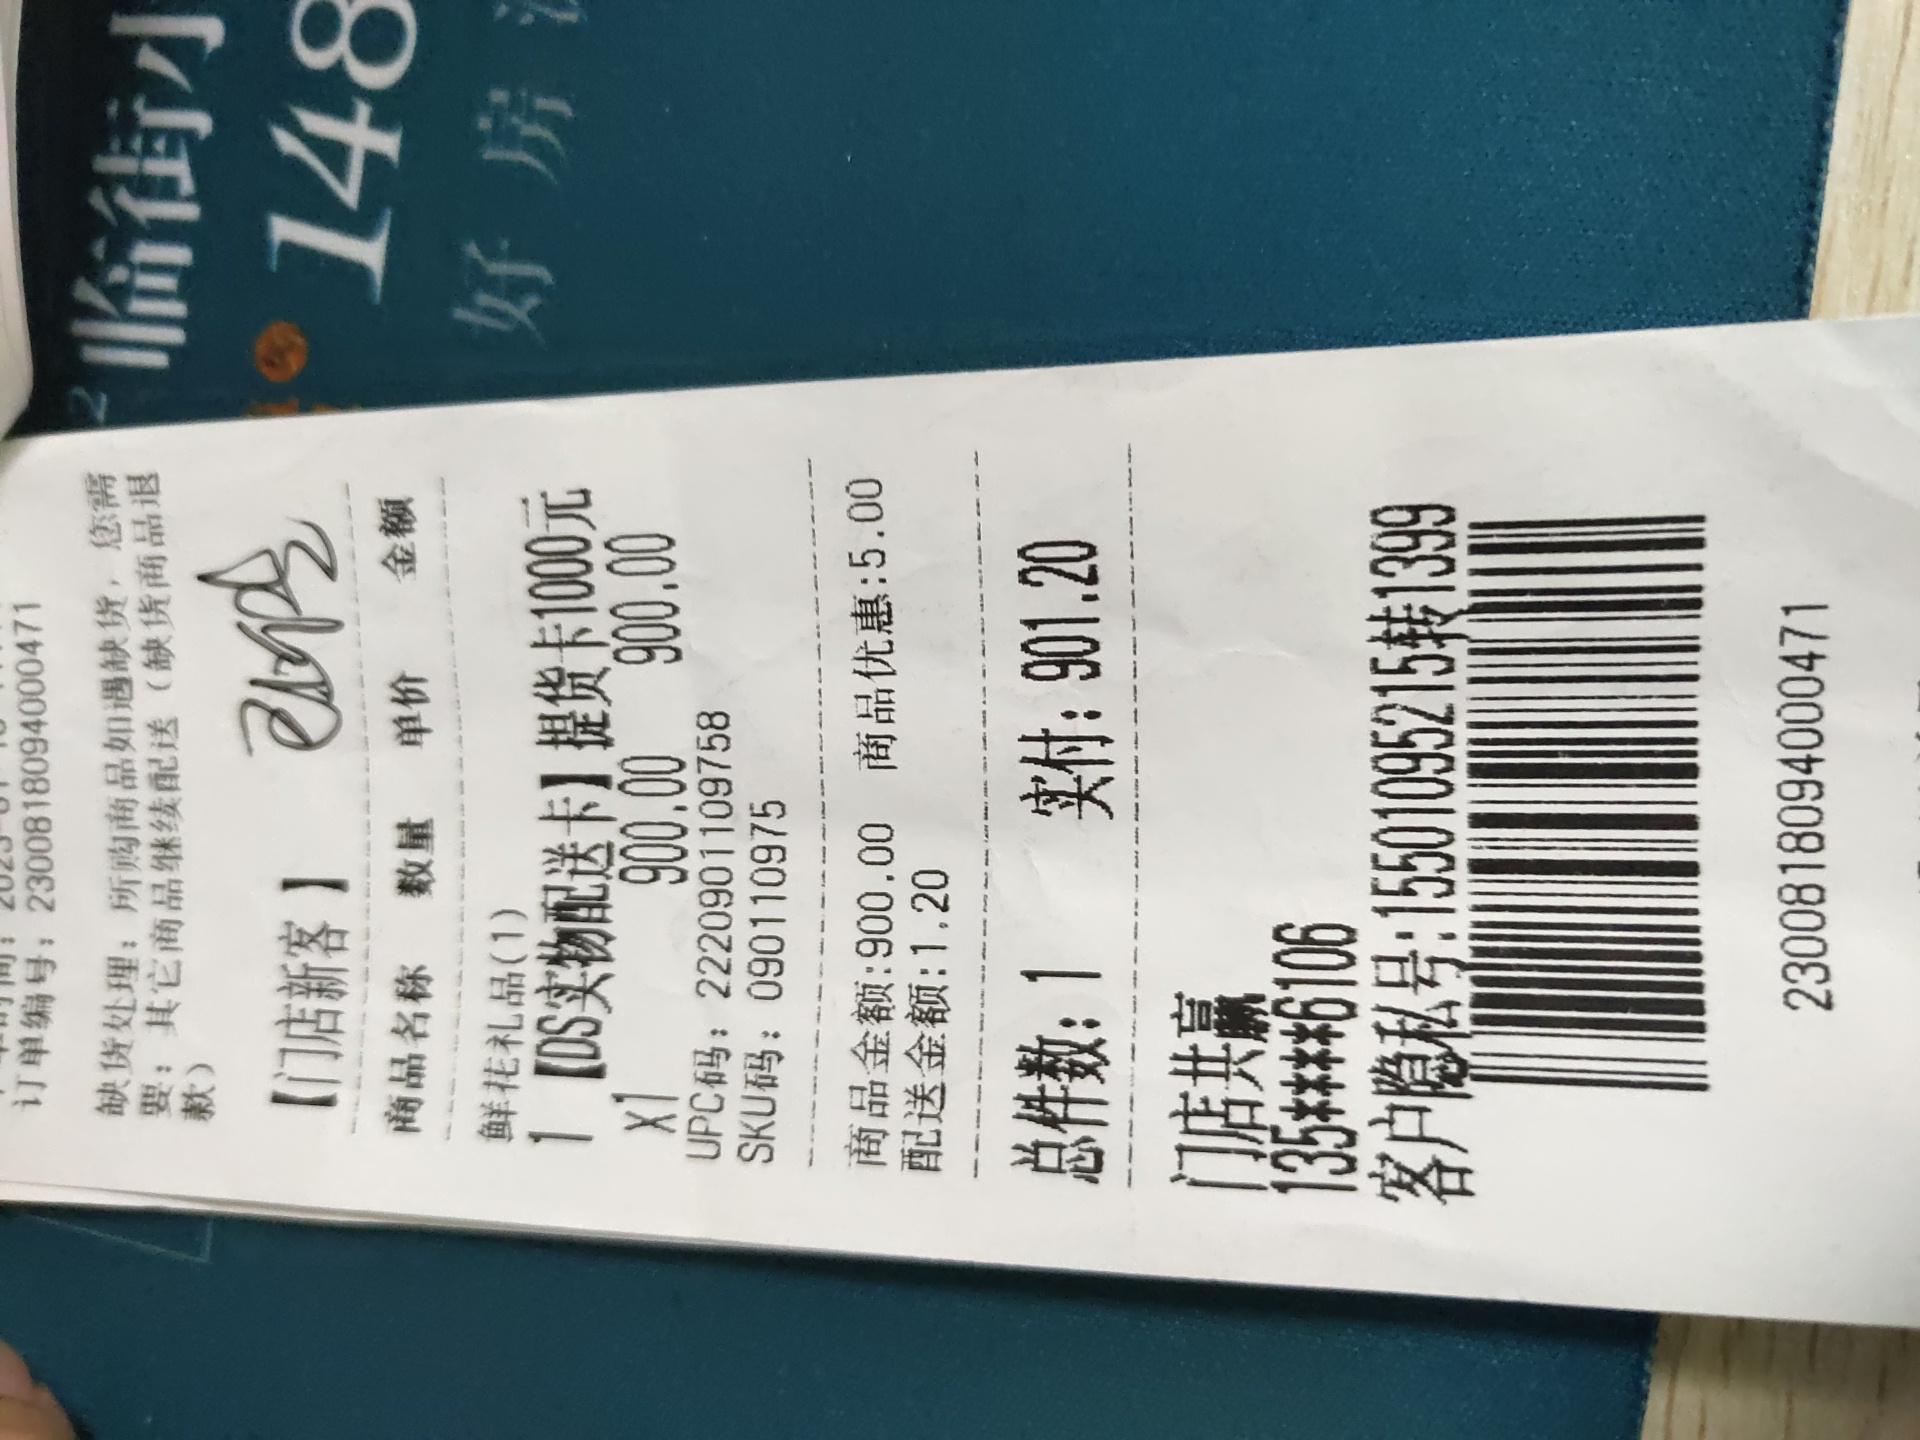 临街
148
好房
订单编号：2300818094000471
缺货处理：所购商品如遇缺货，您需
要：其它商品继续配送（缺货商品退
款）
【门店新客 】
商品名称 数量 单价 金额
鲜花礼品(1)
1 【DS实物配送卡】提货卡1000元
x1 900.00 900.00
UPC码：2220901109758
SKU码：0901109975
商品金额:900.00 商品优惠:5.00
配送金额:1.20
总件数：1 实付：901.20
门店共赢
135****6106
客户隐私号:15501095215转1399
2300818094000471